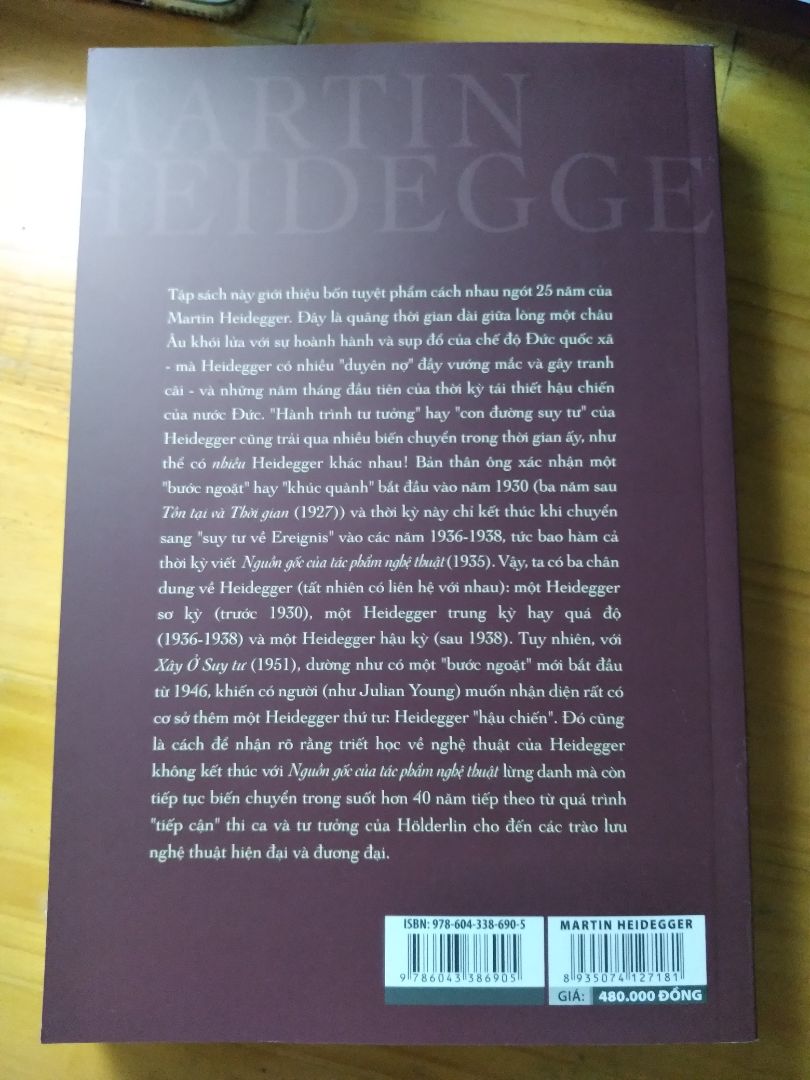 MARTIN
HEIDEGGE
Tập sách này giới thiệu bốn tuyệt phẩm cách nhau ngót 25 năm của
Martin Heidegger. Đây là quãng thời gian dài giữa lòng một châu
Âu khói lửa với sự hoành hành và sụp đổ của chế độ Đức quốc xã
- mà Heidegger có nhiều "duyên nợ" đầy vướng mắc và gây tranh
cãi - và những năm tháng đầu tiên của thời kỳ tái thiết hậu chiến
của nước Đức. "Hành trình tư tưởng" hay "con đường suy tư" của
Heidegger cũng trải qua nhiều biến chuyển trong thời gian ấy, như
thể có nhiều Heidegger khác nhau! Bản thân ông xác nhận một
"bước ngoặt" hay "khúc quành" bắt đầu vào năm 1930 (ba năm sau
Tồn tại và Thời gian (1927)) và thời kỳ này chỉ kết thúc khi chuyển
sang "suy tư về Ereignis" vào các năm 1936-1938, tức bao hàm cả
thời kỳ viết Nguồn gốc của tác phẩm nghệ thuật (1935). Vậy, ta có ba chân
dung về Heidegger (tất nhiên có liên hệ với nhau): một Heidegger
sơ kỳ (trước 1930), một Heidegger trung kỳ hay quá độ
(1936-1938) và một Heidegger hậu kỳ (sau 1938). Tuy nhiên, với
Xây Ở Suy tư (1951), dường như có một "bước ngoặt" mới bắt đầu
từ 1946, khiến có người (như Julian Young) muốn nhận diện rất có
cơ sở thêm một Heidegger thứ tư: Heidegger "hậu chiến". Đó cũng
là cách để nhận rõ rằng triết học về nghệ thuật của Heidegger
không kết thúc với Nguồn gốc của tác phẩm nghệ thuật lừng danh mà còn
tiếp tục biến chuyển trong suốt hơn 40 năm tiếp theo từ quá trình
"tiếp cận" thi ca và tư tưởng của Hölderlin cho đến các trào lưu
nghệ thuật hiện đại và đương đại.
ISBN: 978-604-338-690-5
9 786043 386905
MARTIN HEIDEGGER
8 935074 127181
GIÁ: 480.000 ĐỒNG